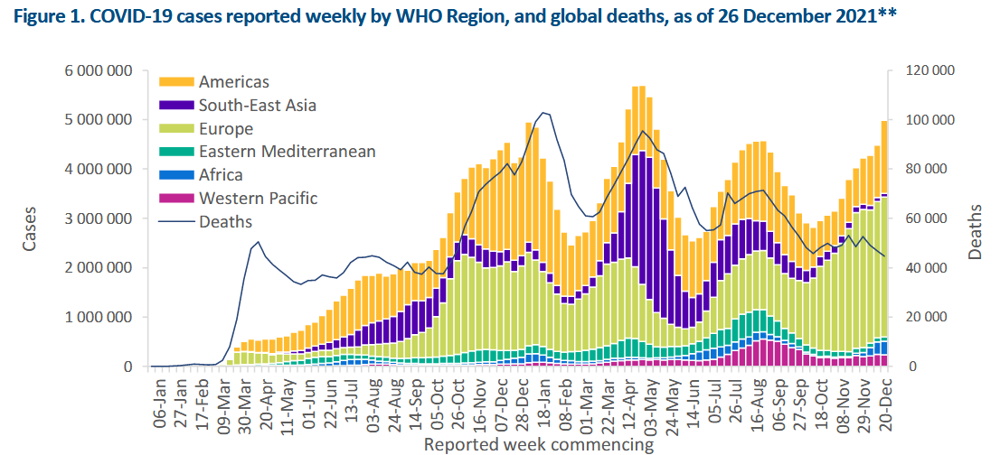 Figure 1. COVID-19 cases reported weekly by WHO Region, and global deaths, as of 26 December 2021**
6 000 000
5 000 000
4 000 000
3 000 000
2 000 000
1 000 000
0
Cases
Americas
South-East Asia
Europe
Eastern Mediterranean
Africa
Western Pacific
Deaths
120 000
100 000
80 000
60 000
40 000
20 000
0
Deaths
06-Jan
27-Jan
17-Feb
09-Mar
30-Mar
20-Apr
11-May
01-Jun
22-Jun
13-Jul
03-Aug
24-Aug
14-Sep
05-Oct
26-Oct
16-Nov
07-Dec
28-Dec
18-Jan
08-Feb
01-Mar
22-Mar
12-Apr
03-May
24-May
14-Jun
05-Jul
26-Jul
16-Aug
06-Sep
27-Sep
18-Oct
08-Nov
29-Nov
20-Dec
Reported week commencing